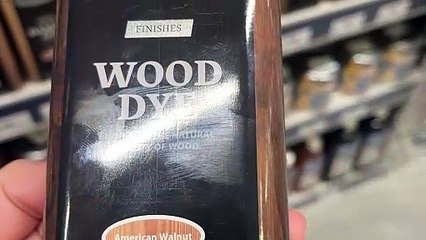 FINISHES
WOOD
DYE
NATURAL
OF WOOD
American Walnut